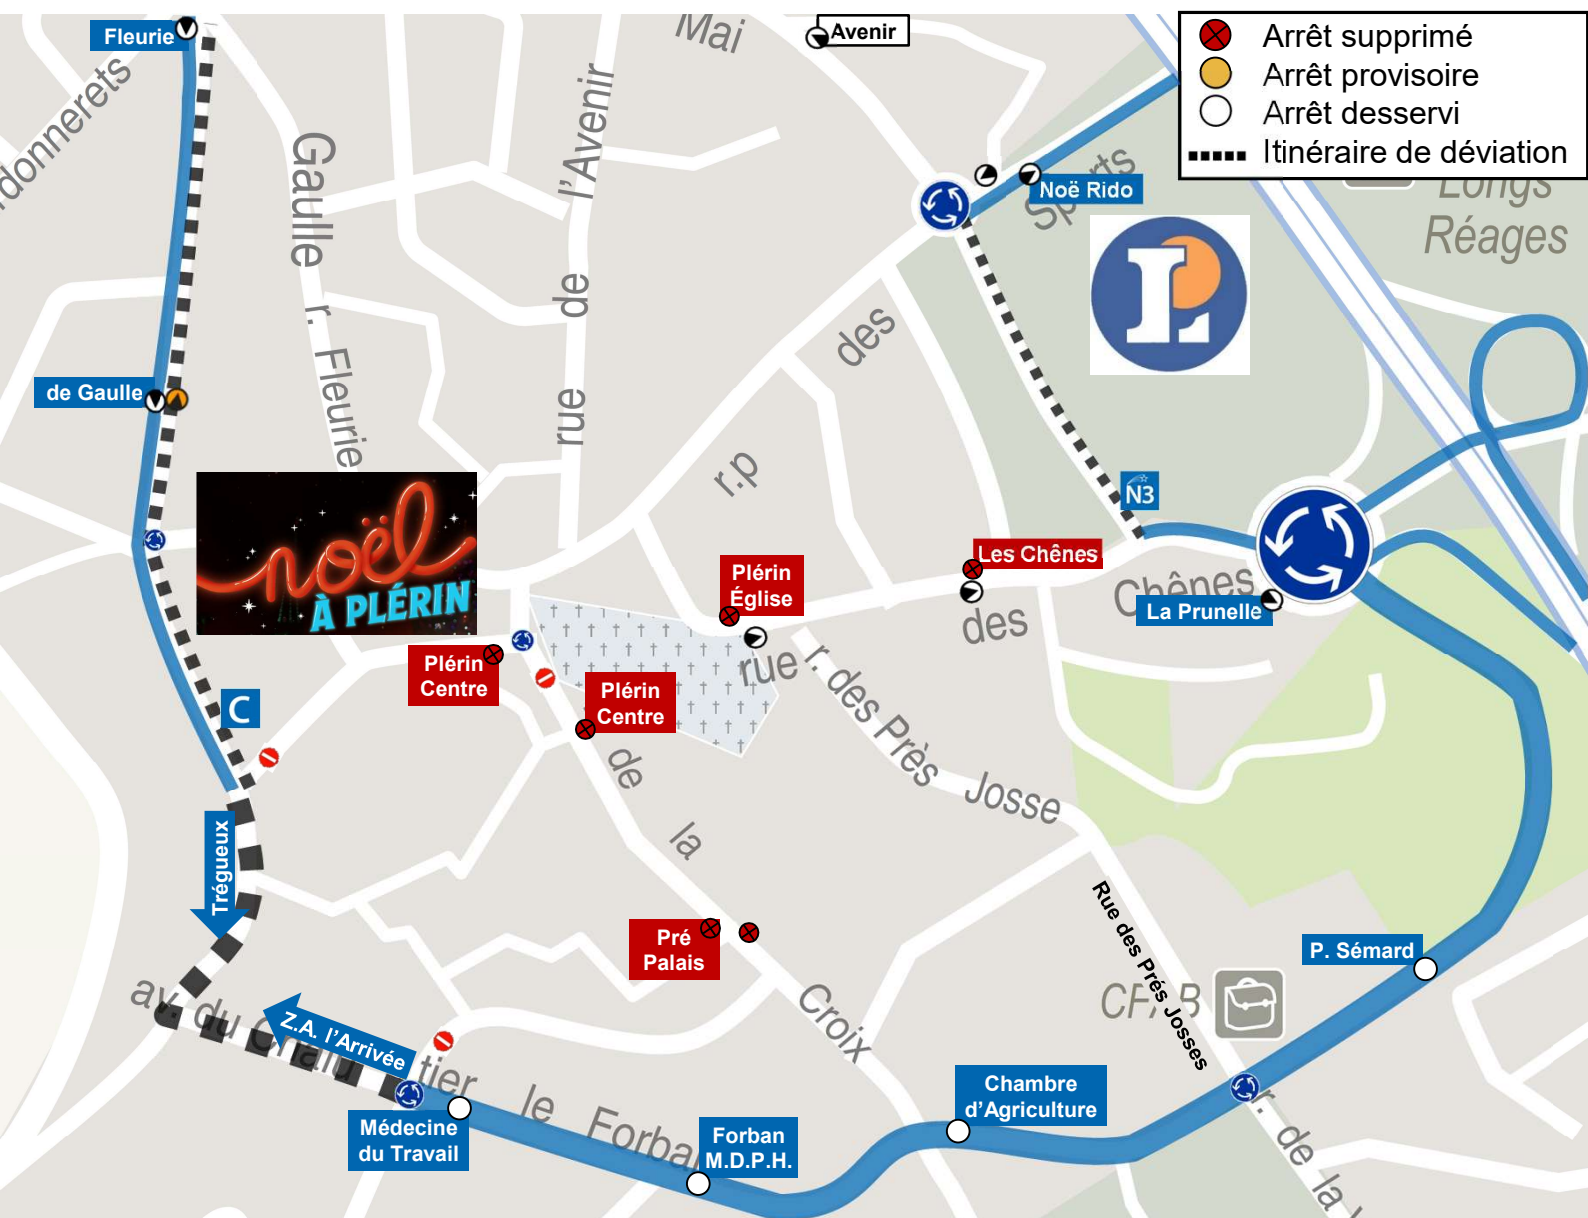 Fleurie
Mai
Avenir
Arrêt supprimé
Arrêt provisoire
Arrêt desservi
Itinéraire de déviation
donnerets
Gaulle
r. Fleurie
rue de l'Avenir
Noë Rido
Sports
Longs
Réages
des
r.p
L
de Gaulle
N3
noël
À PLÉRIN
Plérin
Église
Les Chênes
rue des Chênes
La Prunelle
Plérin
Centre
Plérin
Centre
r. des Près Josse
C
de la Croix
Trégueux
Pré
Palais
Rue des Prés Josses
P. Sémard
av. du
Z.A. l'Arrivée
tier
le Forban
Médecine
du Travail
Forban
M.D.P.H.
Chambre
d'Agriculture
r. de la